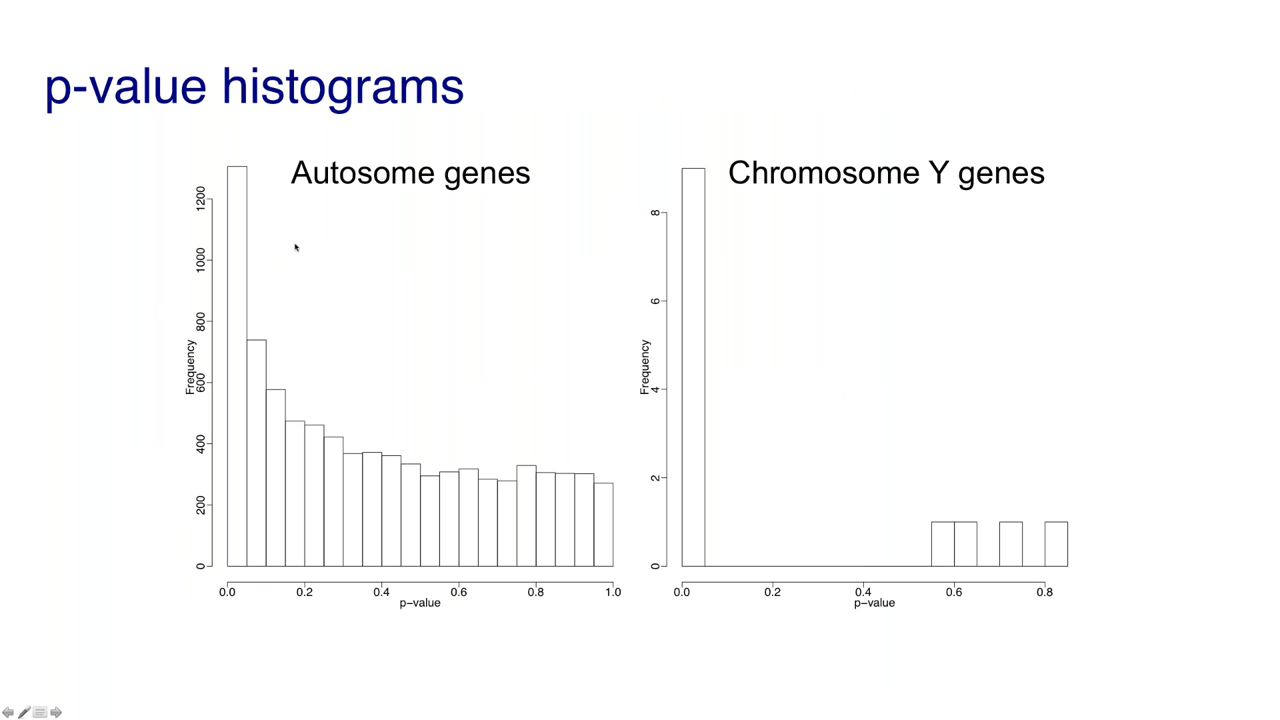 p-value histograms
Autosome genes
1200
1000
800
600
400
200
0
Frequency
0.0 0.2 0.4 0.6 0.8 1.0
p−value
Chromosome Y genes
8
6
4
2
0
Frequency
0.0 0.2 0.4 0.6 0.8
p−value